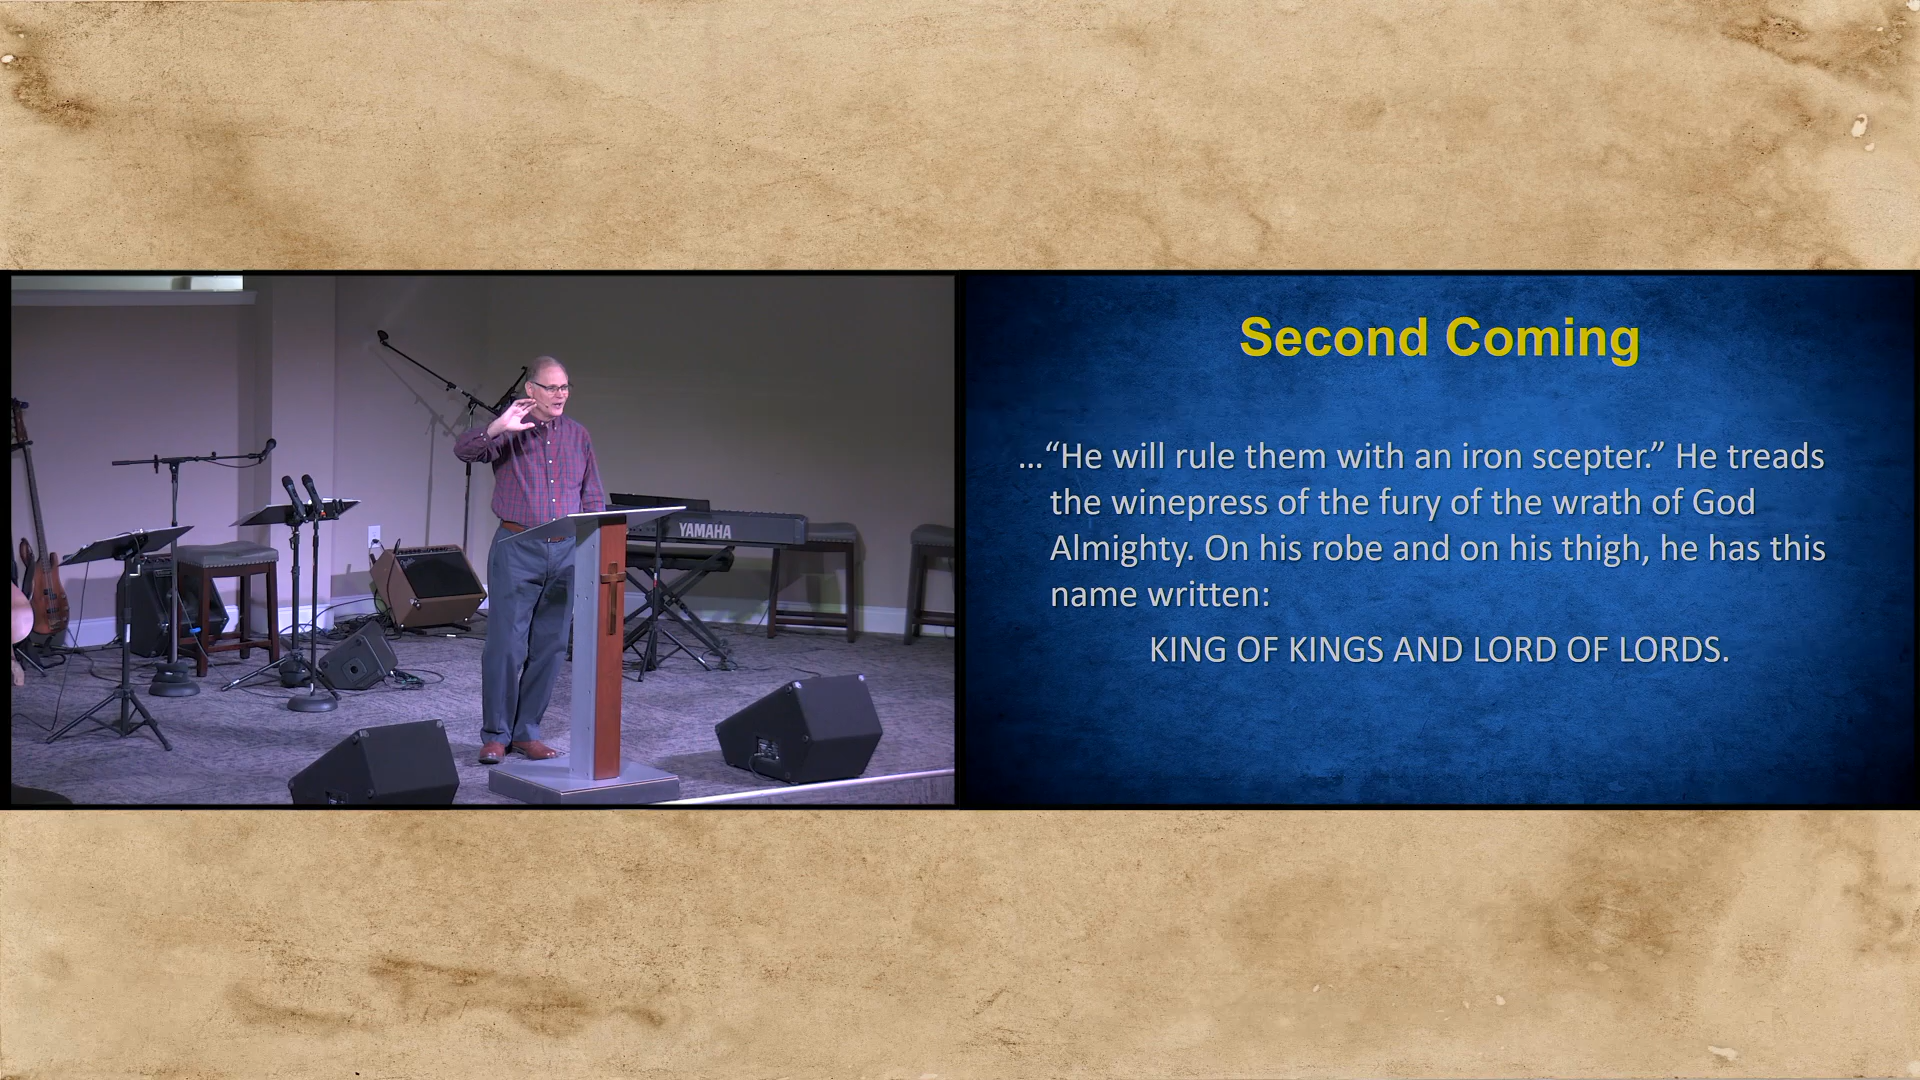 YAMAHA
Second Coming
…“He will rule them with an iron scepter.” He treads
the winepress of the fury of the wrath of God
Almighty. On his robe and on his thigh, he has this
name written:
KING OF KINGS AND LORD OF LORDS.